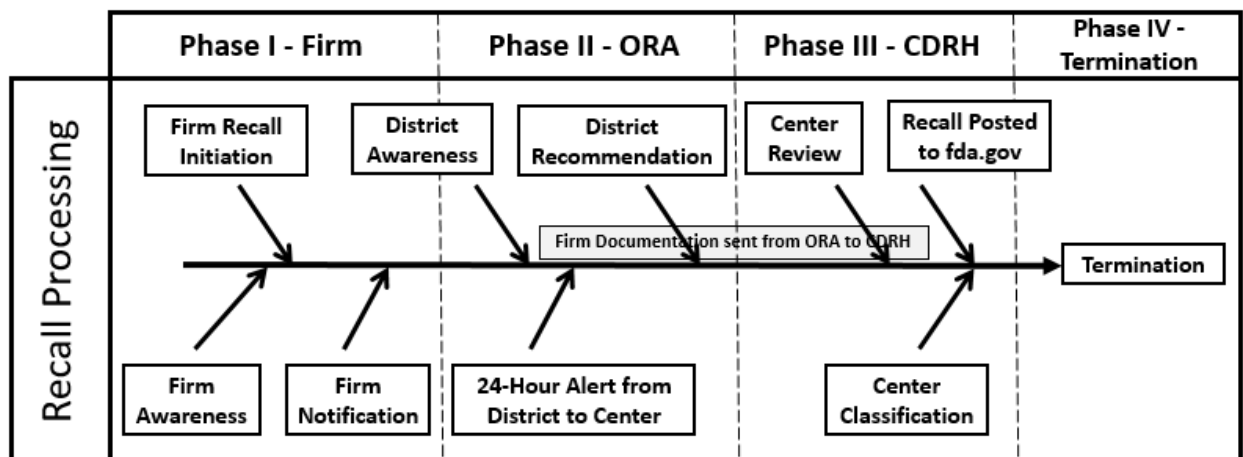 Phase I - Firm
Phase II - ORA
Phase III - CDRH
Phase IV -
Termination
Recall Processing
Firm Recall
Initiation
District
Awareness
District
Recommendation
Center
Review
Recall Posted
to fda.gov
Firm Documentation sent from ORA to CDRH
Termination
Firm
Awareness
Firm
Notification
24-Hour Alert from
District to Center
Center
Classification